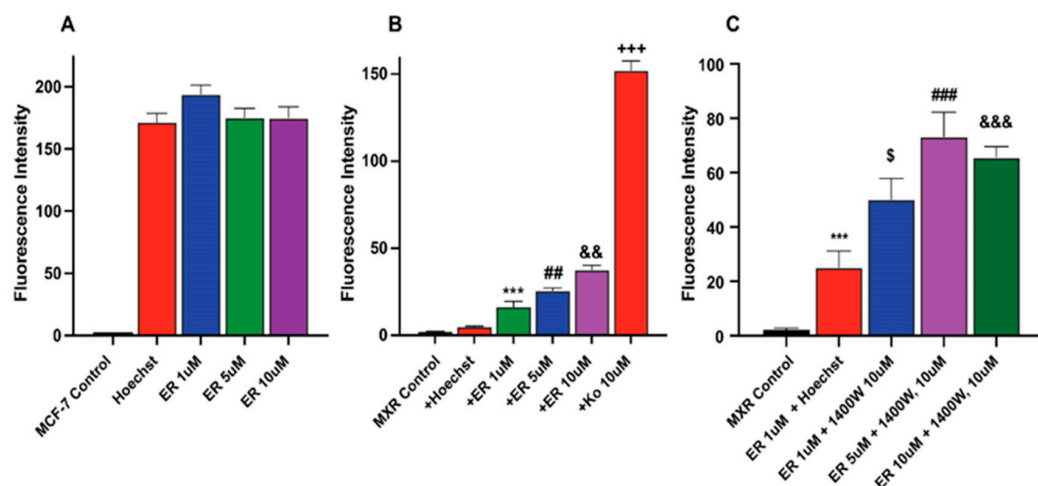 A
Fluorescence Intensity
200
150
100
50
0
MCF-7 Control
Hoechst
ER 1uM
ER 5uM
ER 10uM
B
Fluorescence Intensity
150
100
50
0
***
##
&&
+++
MXR Control
+Hoechst
+ER 1uM
+ER 5uM
+ER 10uM
+Ko 10uM
C
Fluorescence Intensity
100
80
60
40
20
0
***
$
###
&&&
MXR Control
ER 1uM + Hoechst
ER 1uM + 1400W 10uM
ER 5uM + 1400W, 10uM
ER 10uM + 1400W, 10uM